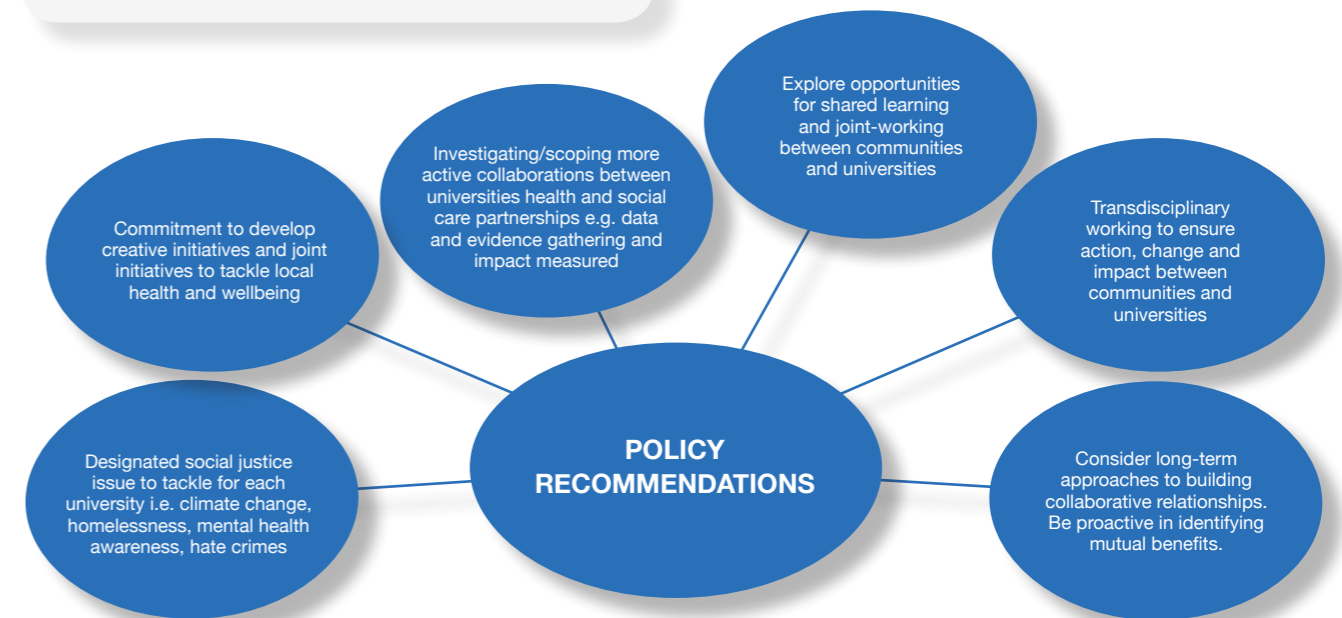 Explore opportunities
for shared learning
and joint-working
between communities
and universities
Investigating/scoping more
active collaborations between
universities health and social
care partnerships e.g. data
and evidence gathering and
impact measured
Transdisciplinary
working to ensure
action, change and
impact between
communities and
universities
Commitment to develop
creative initiatives and joint
initiatives to tackle local
health and wellbeing
POLICY
RECOMMENDATIONS
Designated social justice
issue to tackle for each
university i.e. climate change,
homelessness, mental health
awareness, hate crimes
Consider long-term
approaches to building
collaborative relationships.
Be proactive in identifying
mutual benefits.